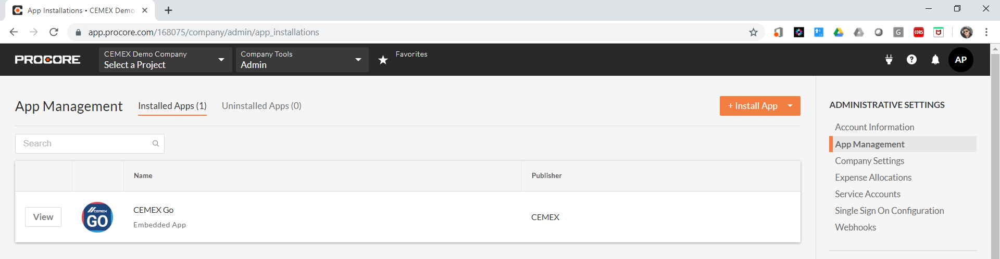 App Installations • CEMEX Demo
app.procore.com/168075/company/admin/app_installations
G
CORS
PROCORE
CEMEX Demo Company
Select a Project
Company Tools
Admin
Favorites
AP
App Management
Installed Apps (1)
Uninstalled Apps (0)
+ Install App
Search
Name
Publisher
View
CEMEX
GO
CEMEX Go
Embedded App
CEMEX
ADMINISTRATIVE SETTINGS
Account Information
App Management
Company Settings
Expense Allocations
Service Accounts
Single Sign On Configuration
Webhooks